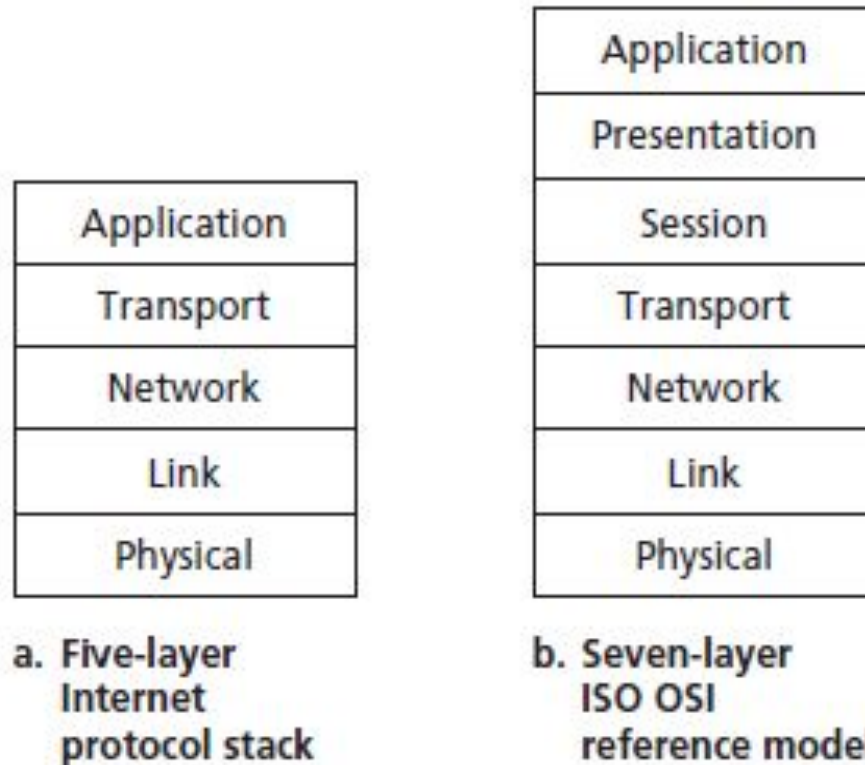 Application
Transport
Network
Link
Physical
a. Five-layer
Internet
protocol stack
Application
Presentation
Session
Transport
Network
Link
Physical
b. Seven-layer
ISO OSI
reference model